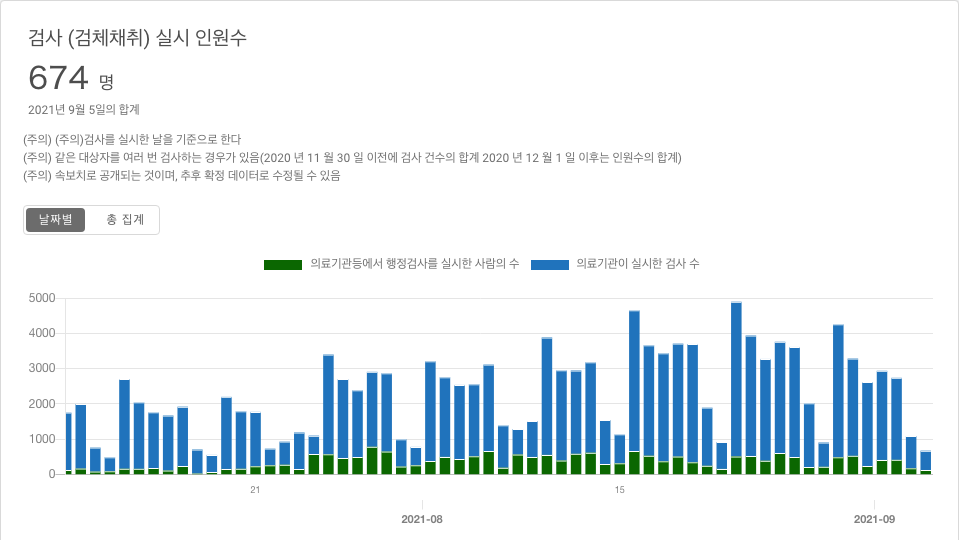 검사 (검체채취) 실시 인원수
674 명
2021년 9월 5일의 합계
(주의) (주의)검사를 실시한 날을 기준으로 한다
(주의) 같은 대상자를 여러 번 검사하는 경우가 있음(2020 년 11 월 30 일 이전에 검사 건수의 합계 2020 년 12 월 1 일 이후는 인원수의 합계)
(주의) 속보치로 공개되는 것이며, 추후 확정 데이터로 수정될 수 있음
날짜별 총 집계
의료기관등에서 행정검사를 실시한 사람의 수 의료기관이 실시한 검사 수
5000
4000
3000
2000
1000
0
21 15
2021-08 2021-09